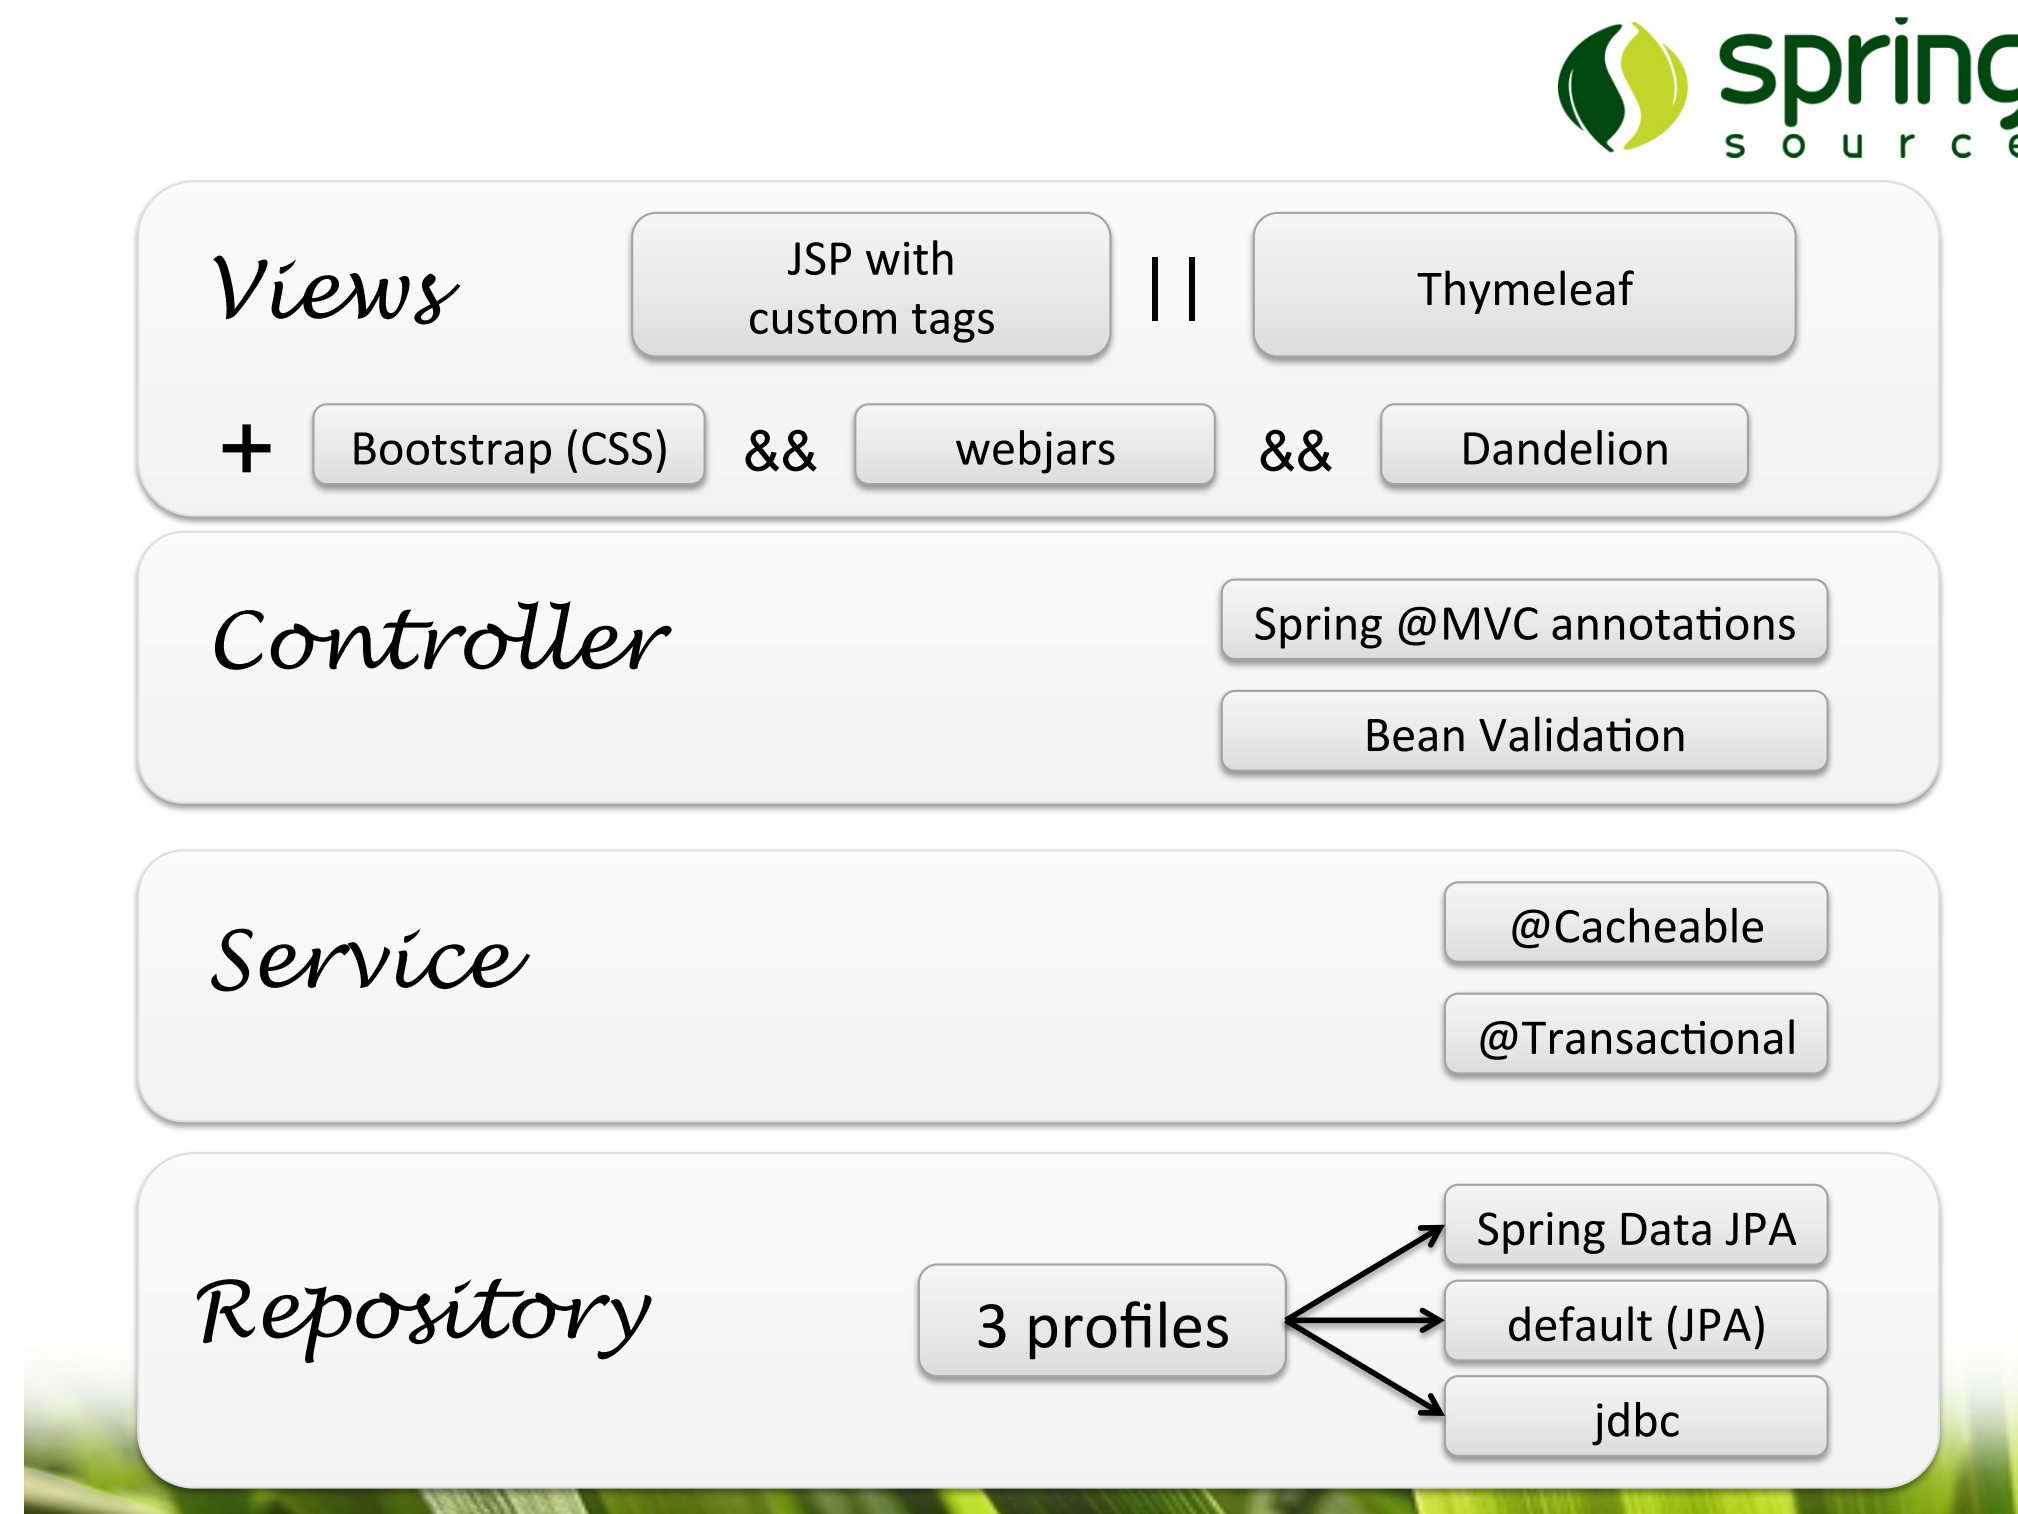 spring
source
Views
JSP with
custom tags
||
Thymeleaf
+ Bootstrap (CSS) && webjars && Dandelion
Controller
Spring @MVC annotations
Bean Validation
Service
@Cacheable
@Transactional
Repository
3 profiles
Spring Data JPA
default (JPA)
jdbc